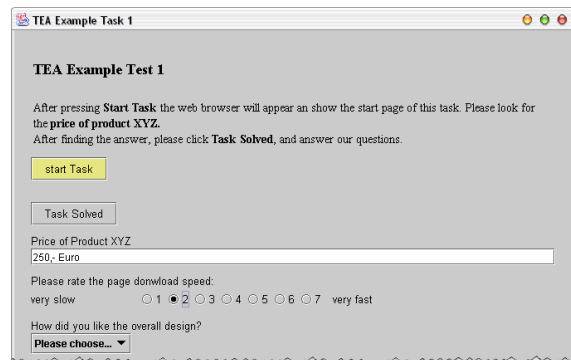 TEA Example Task 1
TEA Example Test 1
After pressing Start Task the web browser will appear an show the start page of this task. Please look for
the price of product XYZ.
After finding the answer, please click Task Solved, and answer our questions.
start Task
Task Solved
Price of Product XYZ
250,- Euro
Please rate the page donwload speed:
very slow 1 2 3 4 5 6 7 very fast
How did you like the overall design?
Please choose...